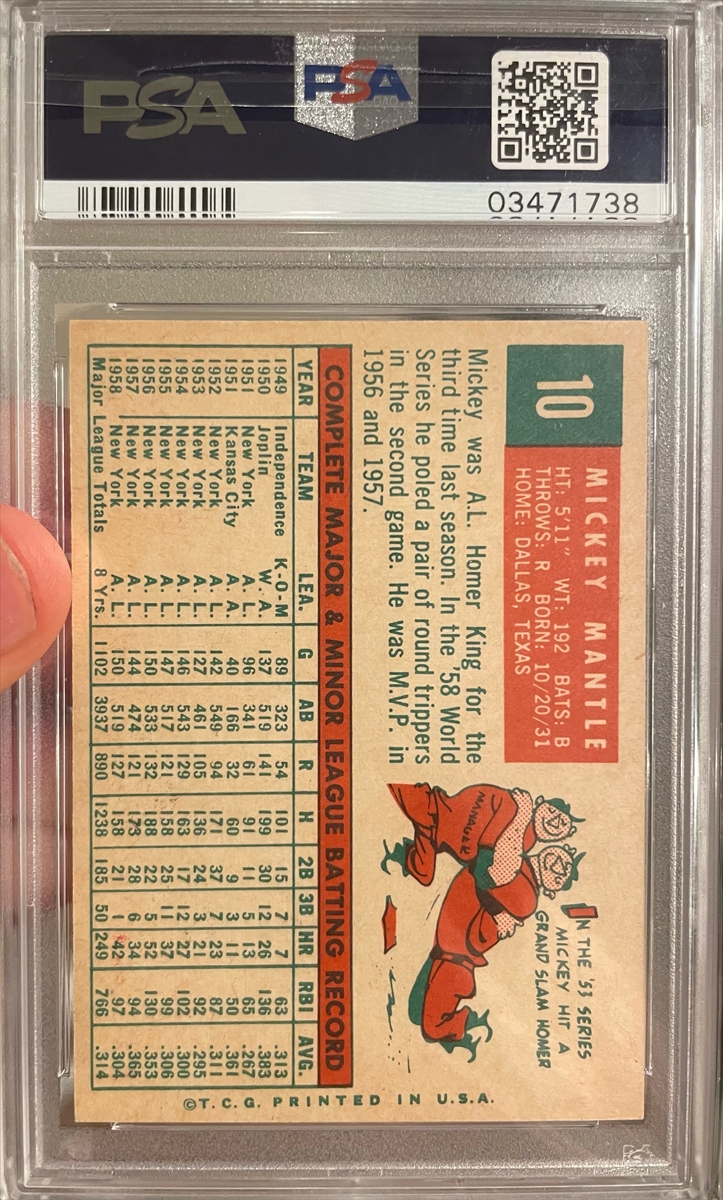 PSA
PSA
03471738
10
MICKEY MANTLE
HT: 5'11" WT: 192 BATS: B
THROWS: R BORN: 10/20/31
HOME: DALLAS, TEXAS
Mickey was A.L. Homer King for the
third time last season. In the '58 World
Series he poled a pair of round trippers
in the second game. He was M.V.P. in
1956 and 1957.
IN THE '53 SERIES
MICKEY HIT A
GRAND SLAM HOMER
MANAGER
COMPLETE MAJOR & MINOR LEAGUE BATTING RECORD
YEAR TEAM LEA. G AB R H 2B 3B HR RBI AVG.
1949 Independence K-O-M 89 323 54 101 15 7 7 63 .313
1950 Joplin W. A. 137 519 141 199 30 12 26 136 .383
1951 New York A. L. 96 341 61 91 11 5 13 65 .267
1951 Kansas City A. A. 40 166 32 60 9 3 11 50 .361
1952 New York A. L. 142 549 94 171 37 7 23 87 .311
1953 New York A. L. 127 461 105 136 24 3 21 92 .295
1954 New York A. L. 146 543 129 163 17 12 27 102 .300
1955 New York A. L. 147 517 121 158 25 11 37 99 .306
1956 New York A. L. 150 533 132 188 22 5 52 130 .353
1957 New York A. L. 144 474 121 173 28 6 34 94 .365
1958 New York A. L. 150 519 127 158 21 1 42 97 .304
Major League Totals 8 Yrs. 1102 3937 890 1238 185 50 249 766 .314
©T.C.G. PRINTED IN U.S.A.